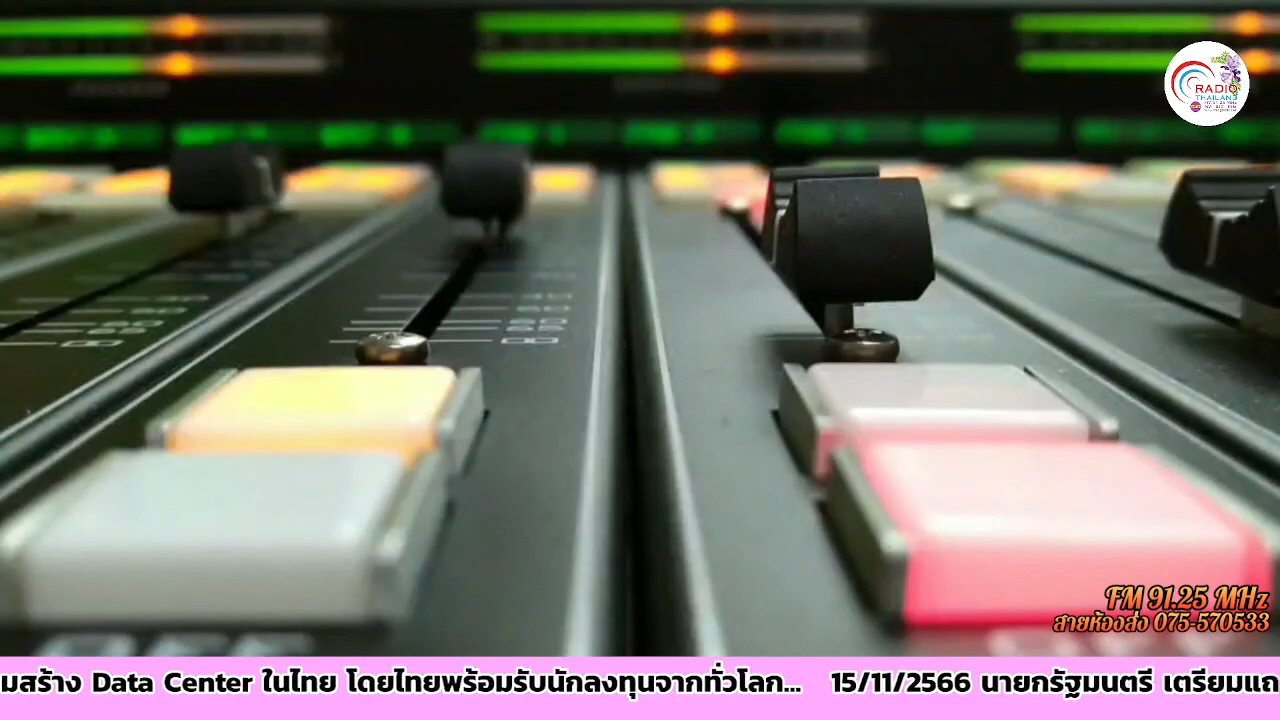 RADIO
THAILAND
FM 91.25 MHz
สายห้องส่ง 075-570533
มสร้าง Data Center ในไทย โดยไทยพร้อมรับนักลงทุนจากทั่วโลก... 15/11/2566 นายกรัฐมนตรี เตรียมแถ